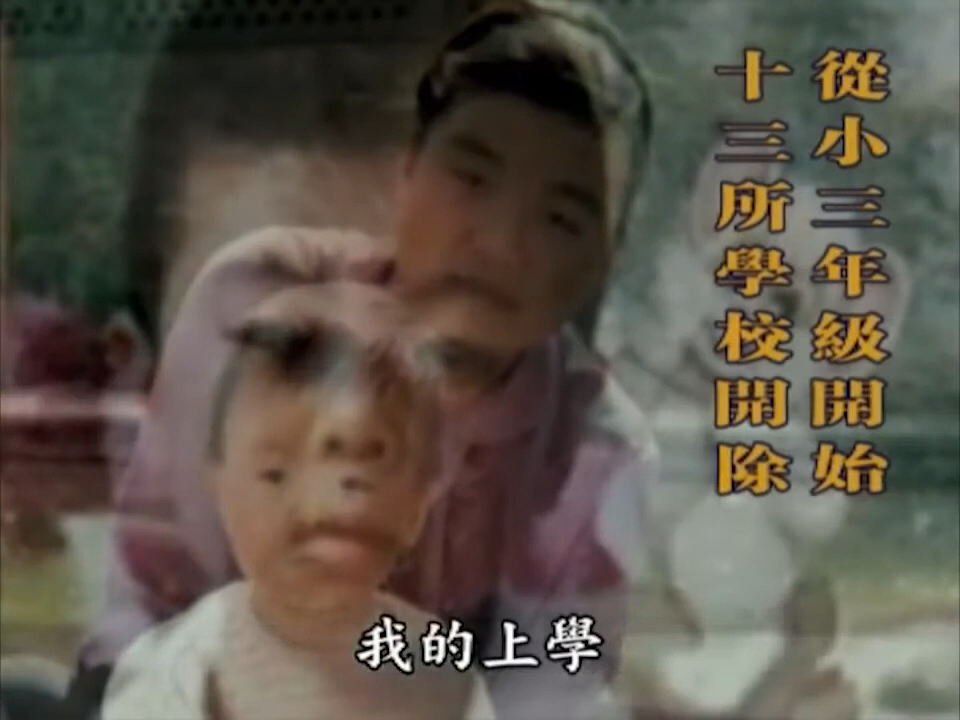 從小三年級開始
十三所學校開除
我的上學